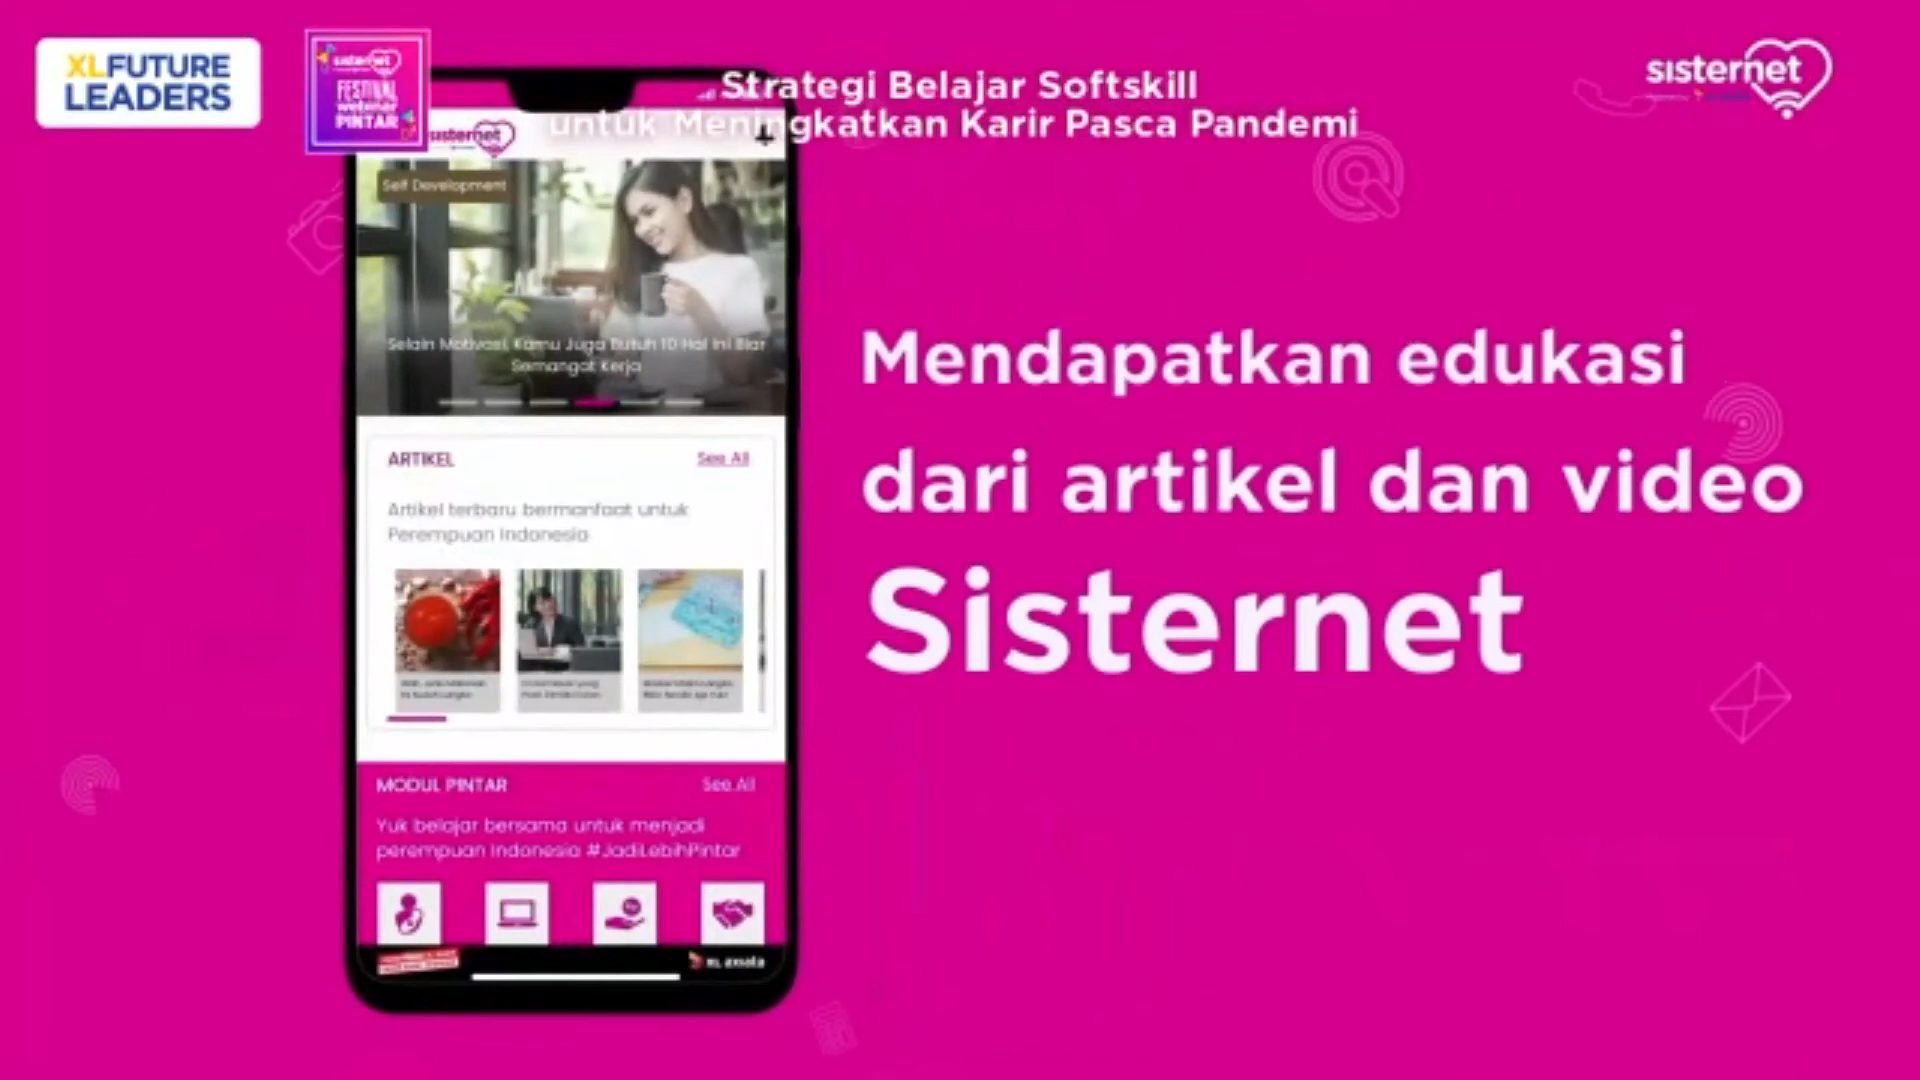 XLFUTURE
LEADERS
sisternet
FESTIVAL
webinar
PINTAR
Strategi Belajar Softskill
untuk Meningkatkan Karir Pasca Pandemi
sisternet
sisternet
Self Development
Selain Motivasi, Kamu Juga Butuh 10 Hal Ini Biar
Semangat Kerja
ARTIKEL
See All
Artikel terbaru bermanfaat untuk
Perempuan Indonesia
MODUL PINTAR
See All
Yuk belajar bersama untuk menjadi
perempuan Indonesia #JadiLebihPintar
XL axiata
Mendapatkan edukasi
dari artikel dan video
Sisternet